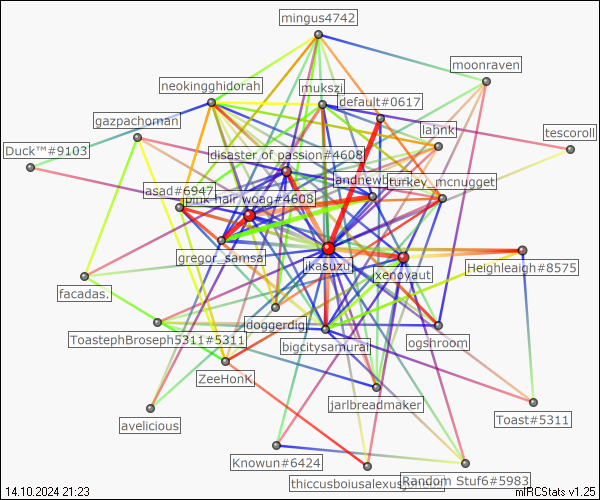 mingus4742
moonraven
neokingghidorah
mukszi
default#0617
gazpachoman
lahnk
tescoroll
Duck™#9103
disaster of passion#4608
andnewbern
turkey_mcnugget
asad#6947
pink hair woag#4608
gregor_samsa
ikasuzu
xenoyaut
Heighleaigh#8575
facadas.
doggerdig
ToastephBroseph5311#5311
bigcitysamurai
ogshroom
ZeeHonK
jarlbreadmaker
avelicious
Toast#5311
Knowun#6424
Random Stuf6#5983
14.10.2024 21:23
mIRCStats v1.25